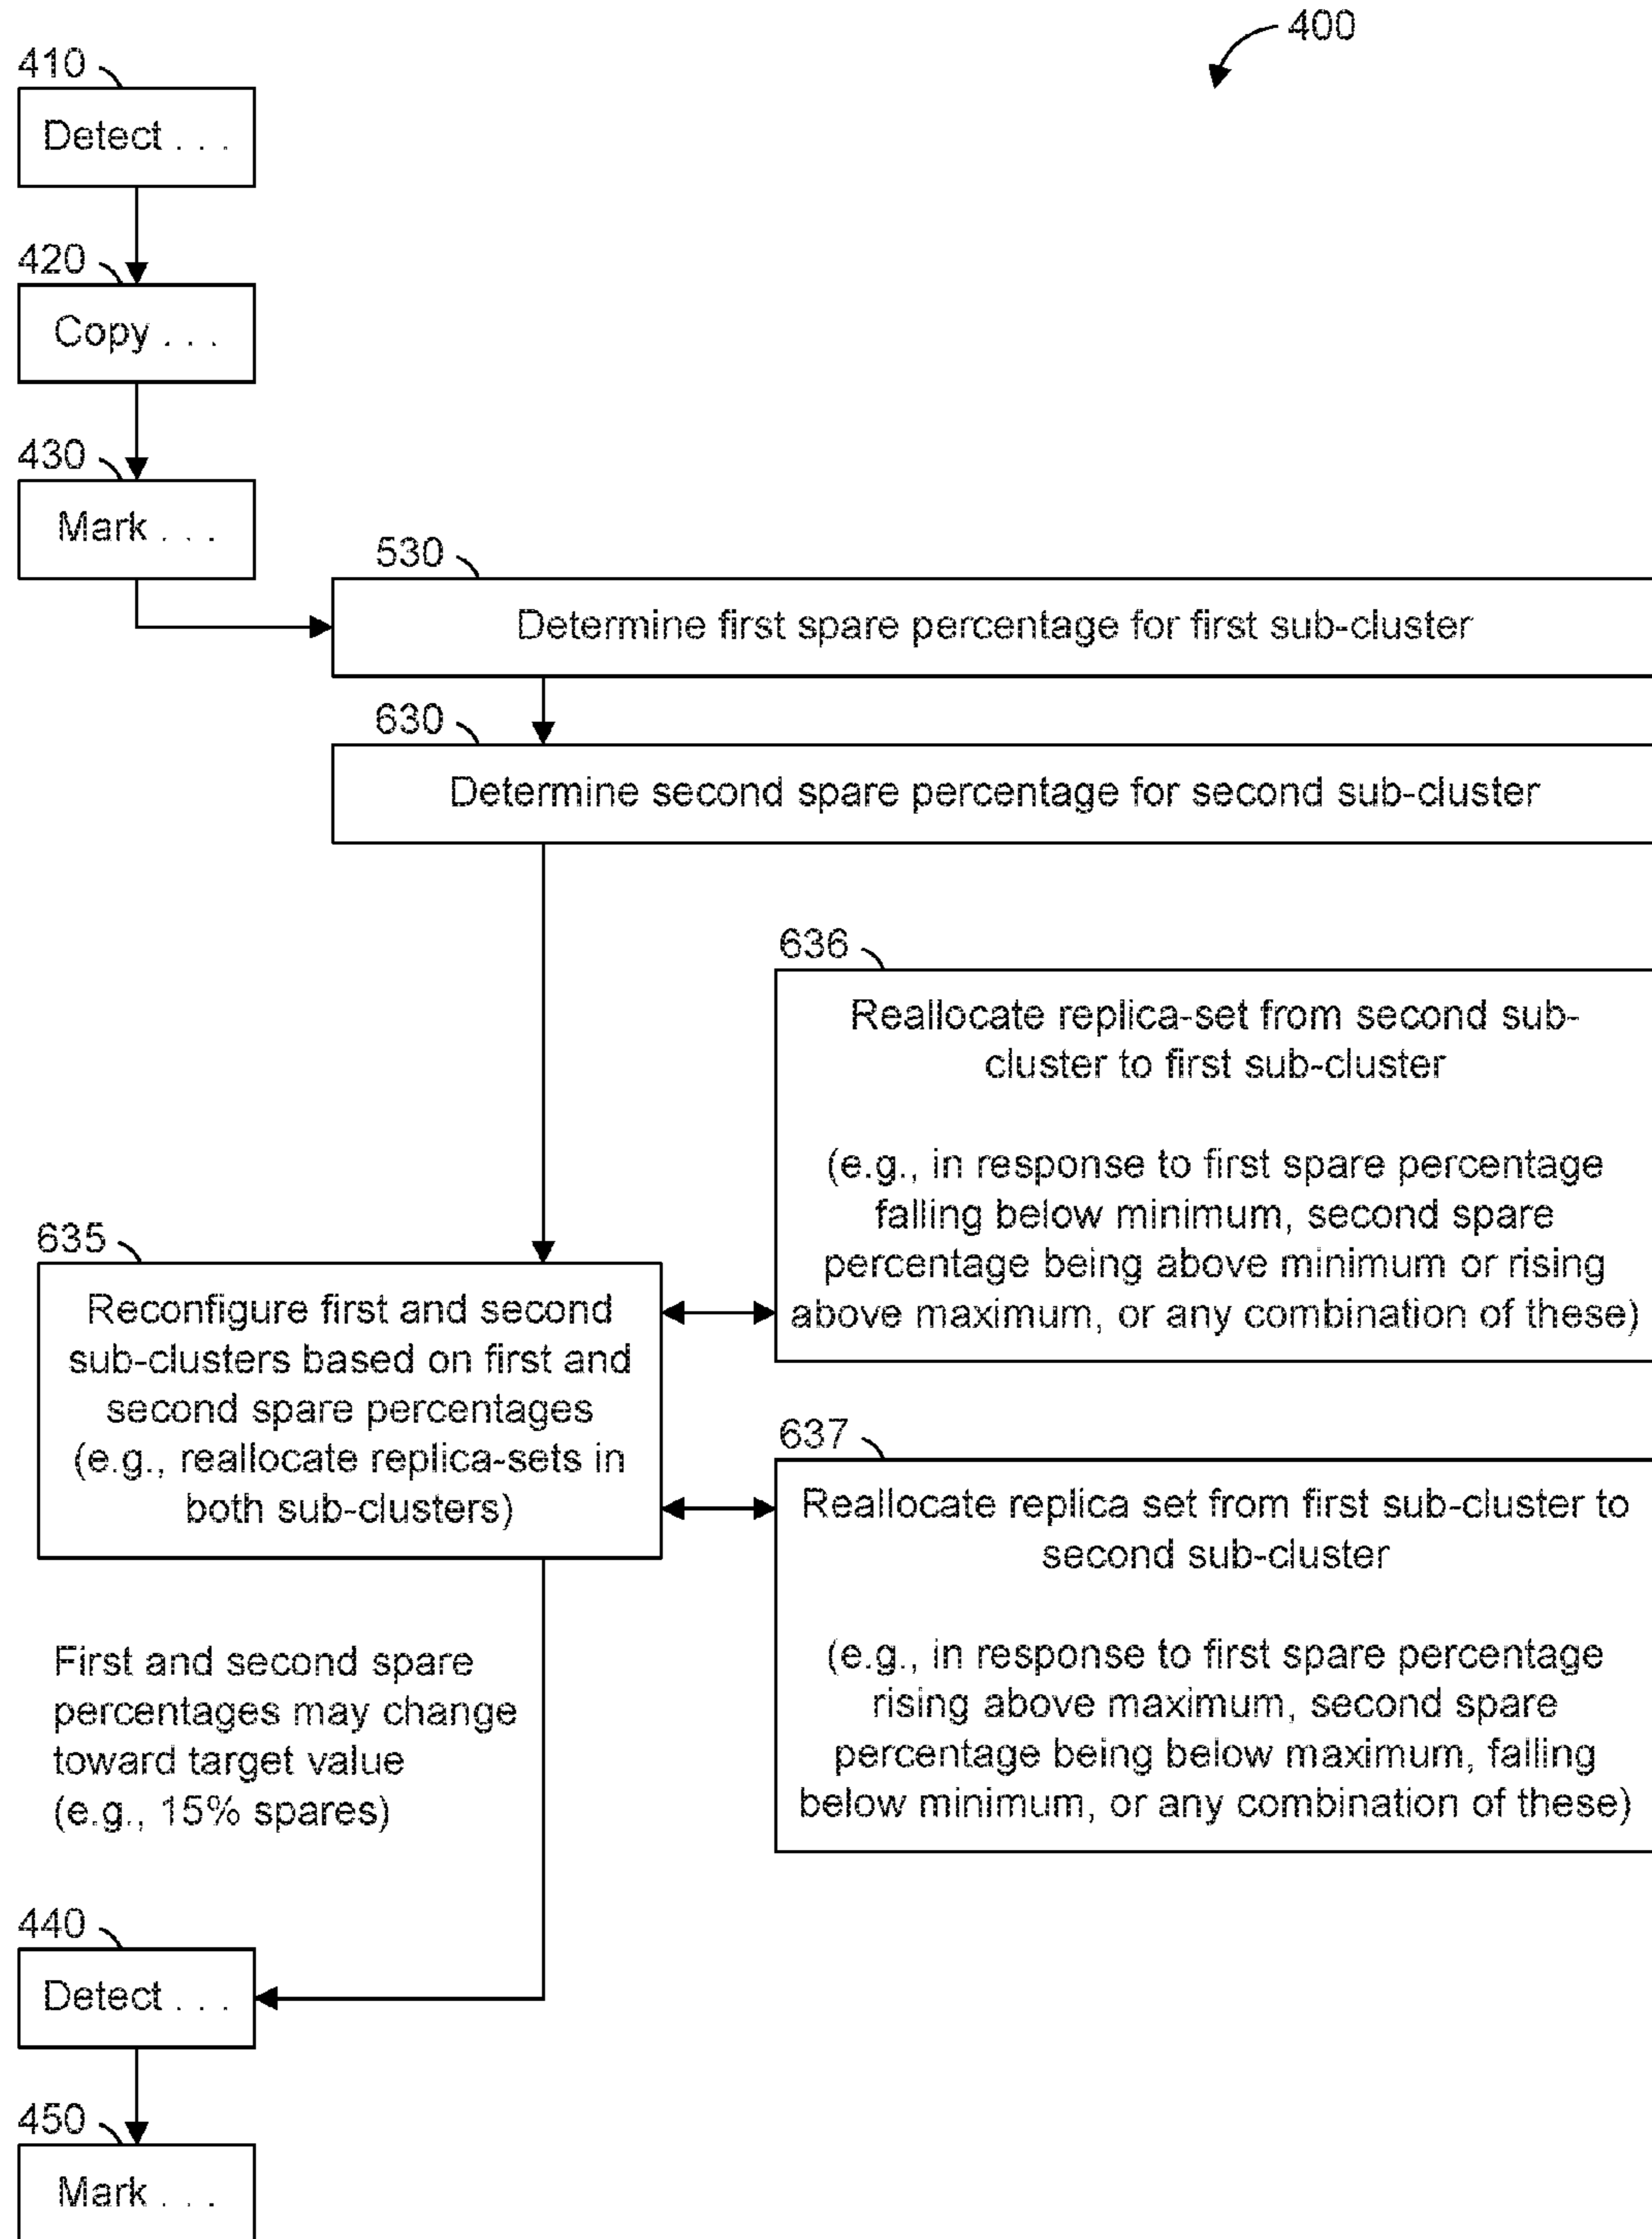 400
410
Detect . . .
420
Copy . . .
430
Mark . . .
530
Determine first spare percentage for first sub-cluster
630
Determine second spare percentage for second sub-cluster
636
Reallocate replica-set from second sub-
cluster to first sub-cluster
(e.g., in response to first spare percentage
falling below minimum, second spare
percentage being above minimum or rising
above maximum, or any combination of these)
635
Reconfigure first and second
sub-clusters based on first and
second spare percentages
(e.g., reallocate replica-sets in
both sub-clusters)
637
Reallocate replica set from first sub-cluster to
second sub-cluster
(e.g., in response to first spare percentage
rising above maximum, second spare
percentage being below maximum, falling
below minimum, or any combination of these)
First and second spare
percentages may change
toward target value
(e.g., 15% spares)
440
Detect . . .
450
Mark . . .